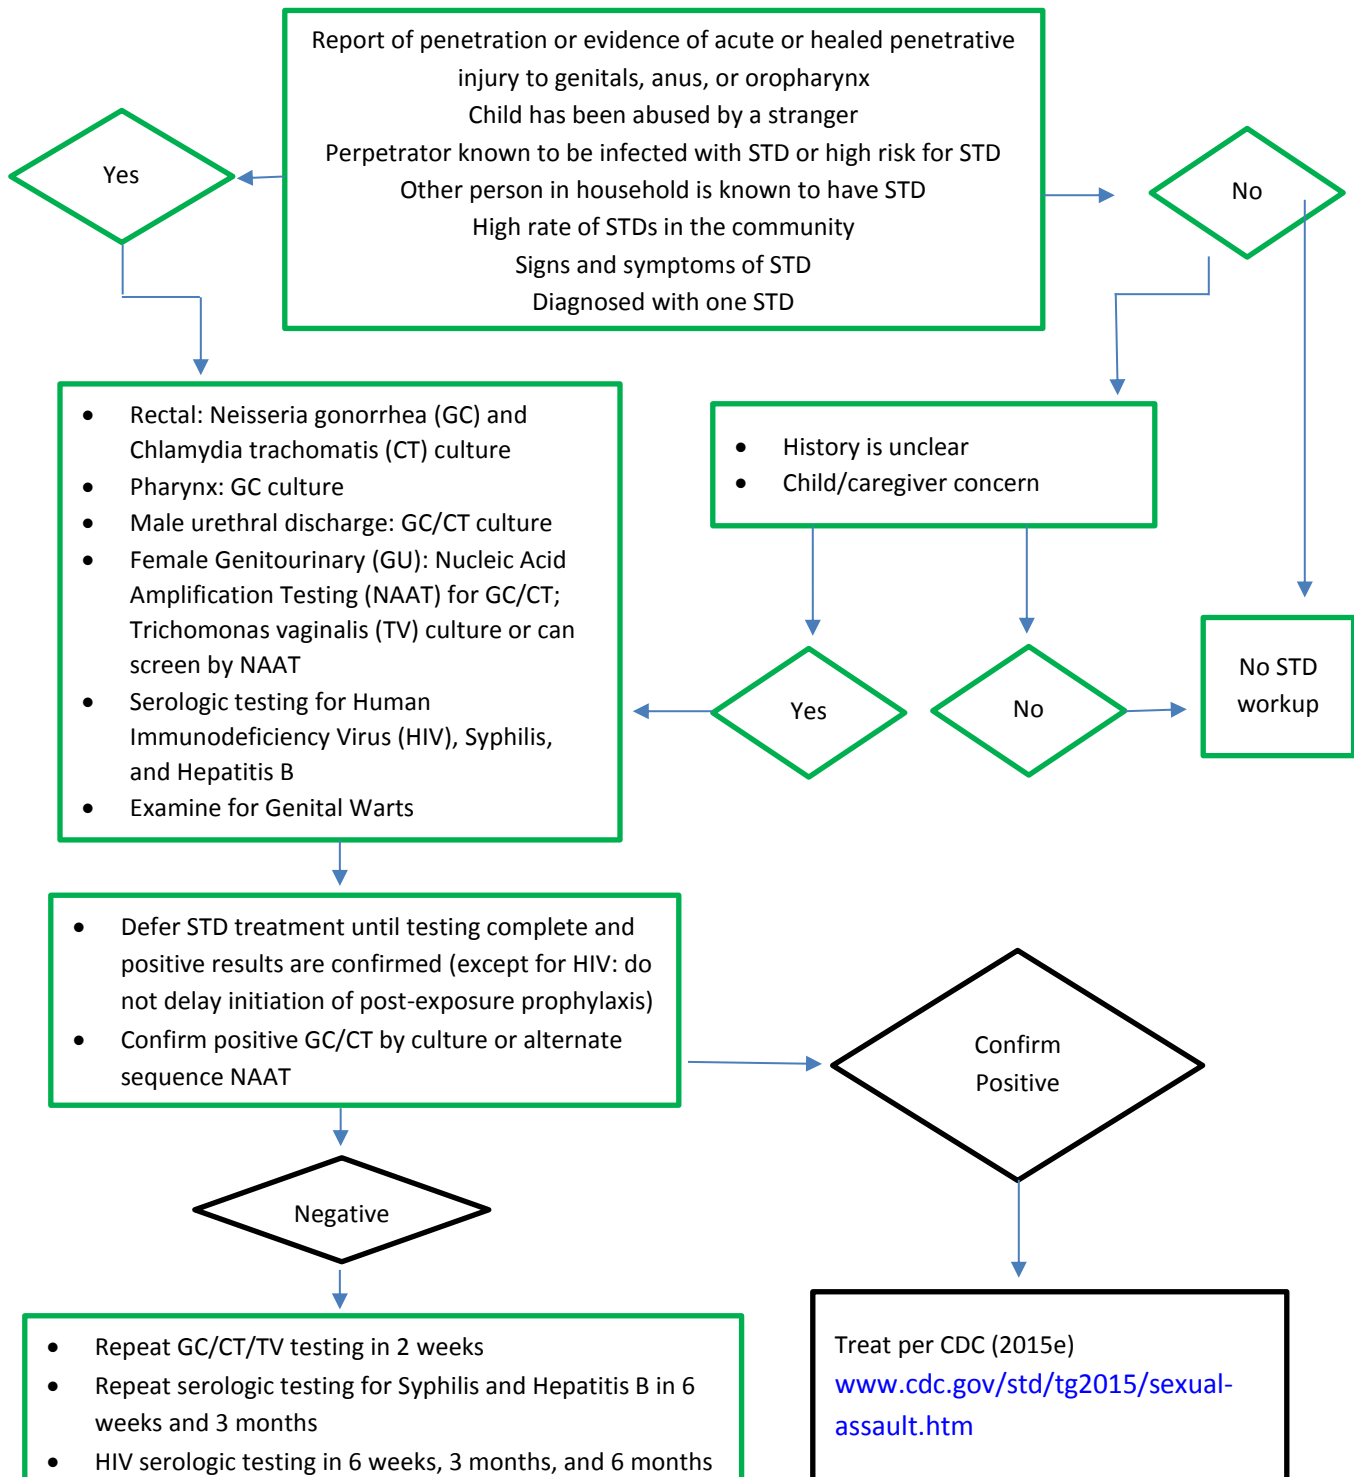 Report of penetration or evidence of acute or healed penetrative
injury to genitals, anus, or oropharynx
Child has been abused by a stranger
Perpetrator known to be infected with STD or high risk for STD
Other person in household is known to have STD
High rate of STDs in the community
Signs and symptoms of STD
Diagnosed with one STD
Yes
No
• Rectal: Neisseria gonorrhea (GC) and
Chlamydia trachomatis (CT) culture
• Pharynx: GC culture
• Male urethral discharge: GC/CT culture
• Female Genitourinary (GU): Nucleic Acid
Amplification Testing (NAAT) for GC/CT;
Trichomonas vaginalis (TV) culture or can
screen by NAAT
• Serologic testing for Human
Immunodeficiency Virus (HIV), Syphilis,
and Hepatitis B
• Examine for Genital Warts
• History is unclear
• Child/caregiver concern
Yes
No
No STD
workup
• Defer STD treatment until testing complete and
positive results are confirmed (except for HIV: do
not delay initiation of post-exposure prophylaxis)
• Confirm positive GC/CT by culture or alternate
sequence NAAT
Confirm
Positive
Negative
• Repeat GC/CT/TV testing in 2 weeks
• Repeat serologic testing for Syphilis and Hepatitis B in 6
weeks and 3 months
• HIV serologic testing in 6 weeks, 3 months, and 6 months
Treat per CDC (2015e)
www.cdc.gov/std/tg2015/sexual-
assault.htm